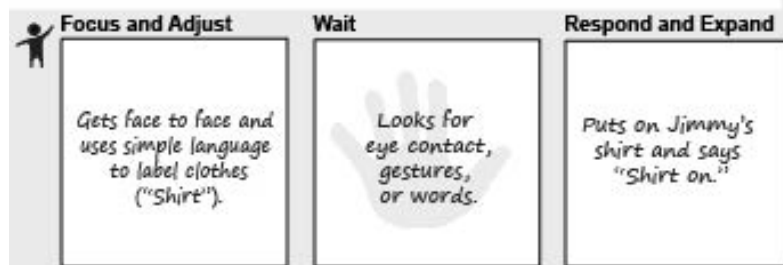 Focus and Adjust
Gets face to face and
uses simple language
to label clothes
("Shirt").
Wait
Looks for
eye contact,
gestures,
or words.
Respond and Expand
Puts on Jimmy's
shirt and says
"Shirt on."